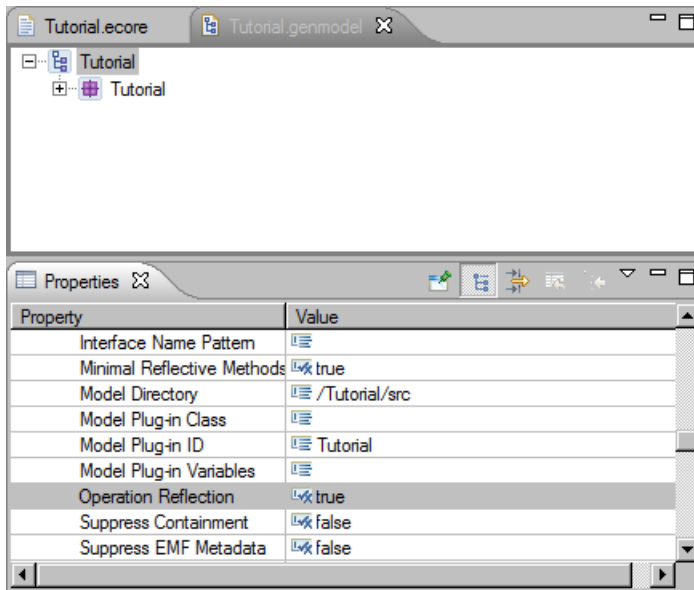 Tutorial.ecore Tutorial.genmodel
Tutorial
Tutorial
Properties
Property Value
Interface Name Pattern
Minimal Reflective Methods true
Model Directory /Tutorial/src
Model Plug-in Class
Model Plug-in ID Tutorial
Model Plug-in Variables
Operation Reflection true
Suppress Containment false
Suppress EMF Metadata false